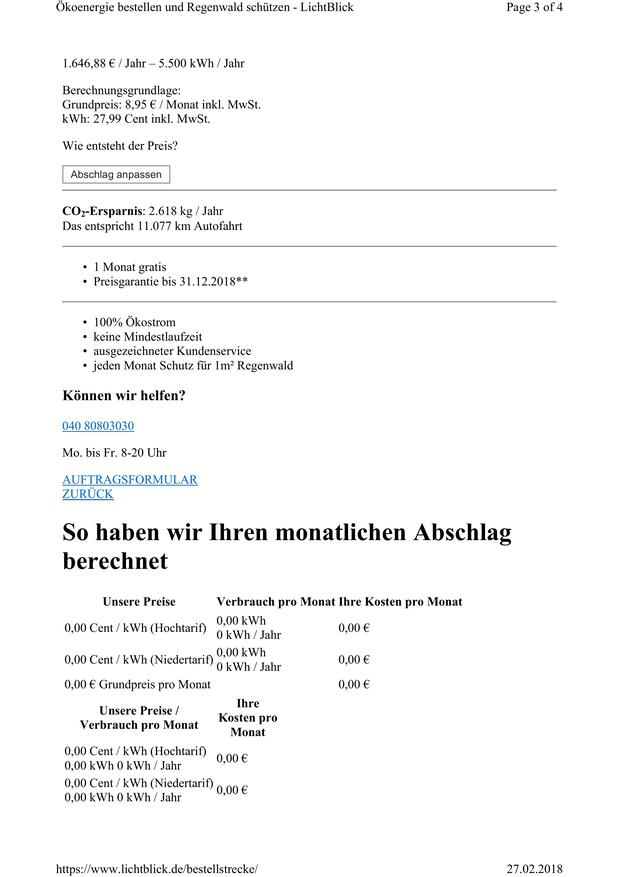 Ökoenergie bestellen und Regenwald schützen - LichtBlick Page 3 of 4
1.646,88 € / Jahr – 5.500 kWh / Jahr
Berechnungsgrundlage:
Grundpreis: 8,95 € / Monat inkl. MwSt.
kWh: 27,99 Cent inkl. MwSt.
Wie entsteht der Preis?
Abschlag anpassen
CO₂-Ersparnis: 2.618 kg / Jahr
Das entspricht 11.077 km Autofahrt
• 1 Monat gratis
• Preisgarantie bis 31.12.2018**
• 100% Ökostrom
• keine Mindestlaufzeit
• ausgezeichneter Kundenservice
• jeden Monat Schutz für 1m² Regenwald
Können wir helfen?
040 80803030
Mo. bis Fr. 8-20 Uhr
AUFTRAGSFORMULAR
ZURÜCK
So haben wir Ihren monatlichen Abschlag
berechnet
Unsere Preise Verbrauch pro Monat Ihre Kosten pro Monat
0,00 Cent / kWh (Hochtarif) 0,00 kWh
0 kWh / Jahr 0,00 €
0,00 Cent / kWh (Niedertarif) 0,00 kWh
0 kWh / Jahr 0,00 €
0,00 € Grundpreis pro Monat 0,00 €
Unsere Preise /
Verbrauch pro Monat
Ihre
Kosten pro
Monat
0,00 Cent / kWh (Hochtarif)
0,00 kWh 0 kWh / Jahr 0,00 €
0,00 Cent / kWh (Niedertarif)
0,00 kWh 0 kWh / Jahr 0,00 €
https://www.lichtblick.de/bestellstrecke/ 27.02.2018